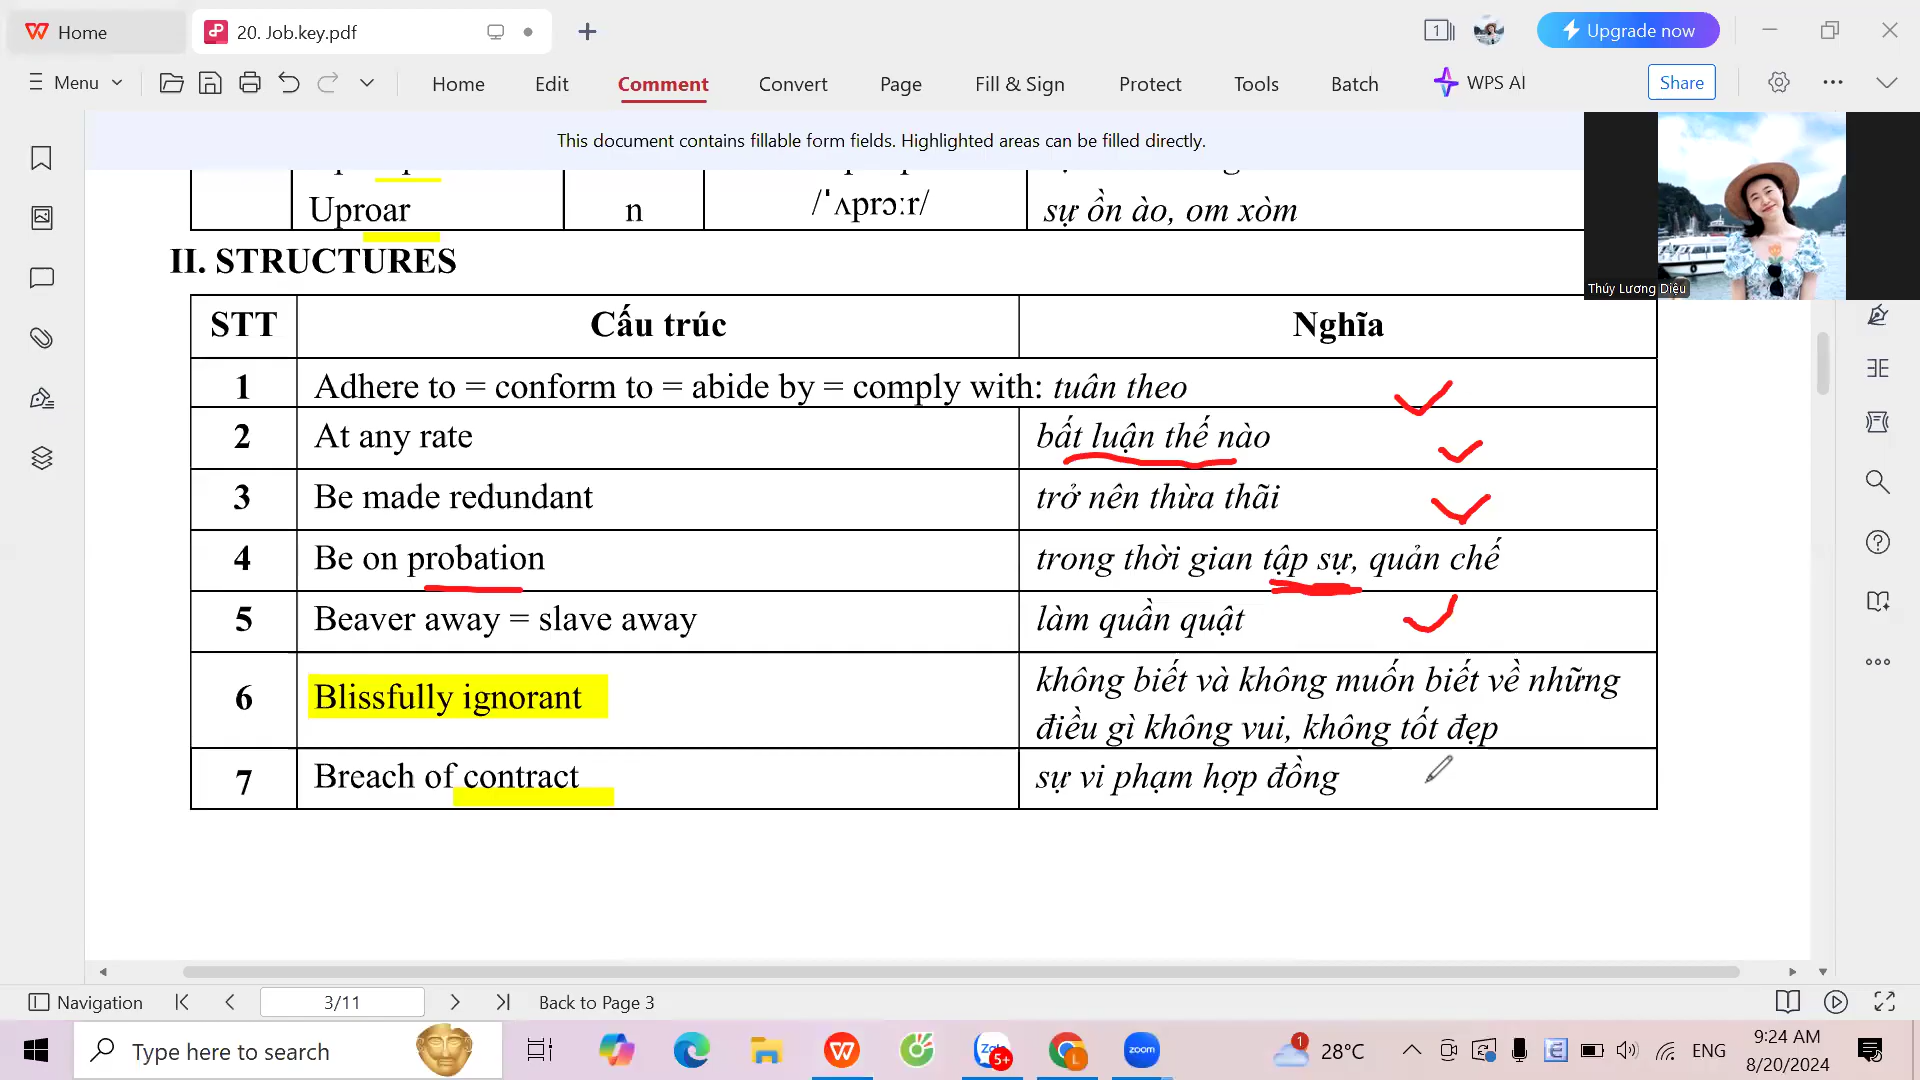 Home
20. Job.key.pdf
1
Upgrade now
Menu
Home Edit Comment Convert Page Fill & Sign Protect Tools Batch WPS AI
Share
This document contains fillable form fields. Highlighted areas can be filled directly.
Uproar n /ˈʌprɔːr/ sự ồn ào, om xòm
Thúy Lương Diệu
II. STRUCTURES
STT Cấu trúc Nghĩa
1 Adhere to = conform to = abide by = comply with: tuân theo
2 At any rate bất luận thế nào
3 Be made redundant trở nên thừa thãi
4 Be on probation trong thời gian tập sự, quản chế
5 Beaver away = slave away làm quần quật
6 Blissfully ignorant không biết và không muốn biết về những
điều gì không vui, không tốt đẹp
7 Breach of contract sự vi phạm hợp đồng
Navigation 3/11 Back to Page 3
Type here to search
Zalo 5+
L
zoom
1
28°C
ENG
9:24 AM
8/20/2024